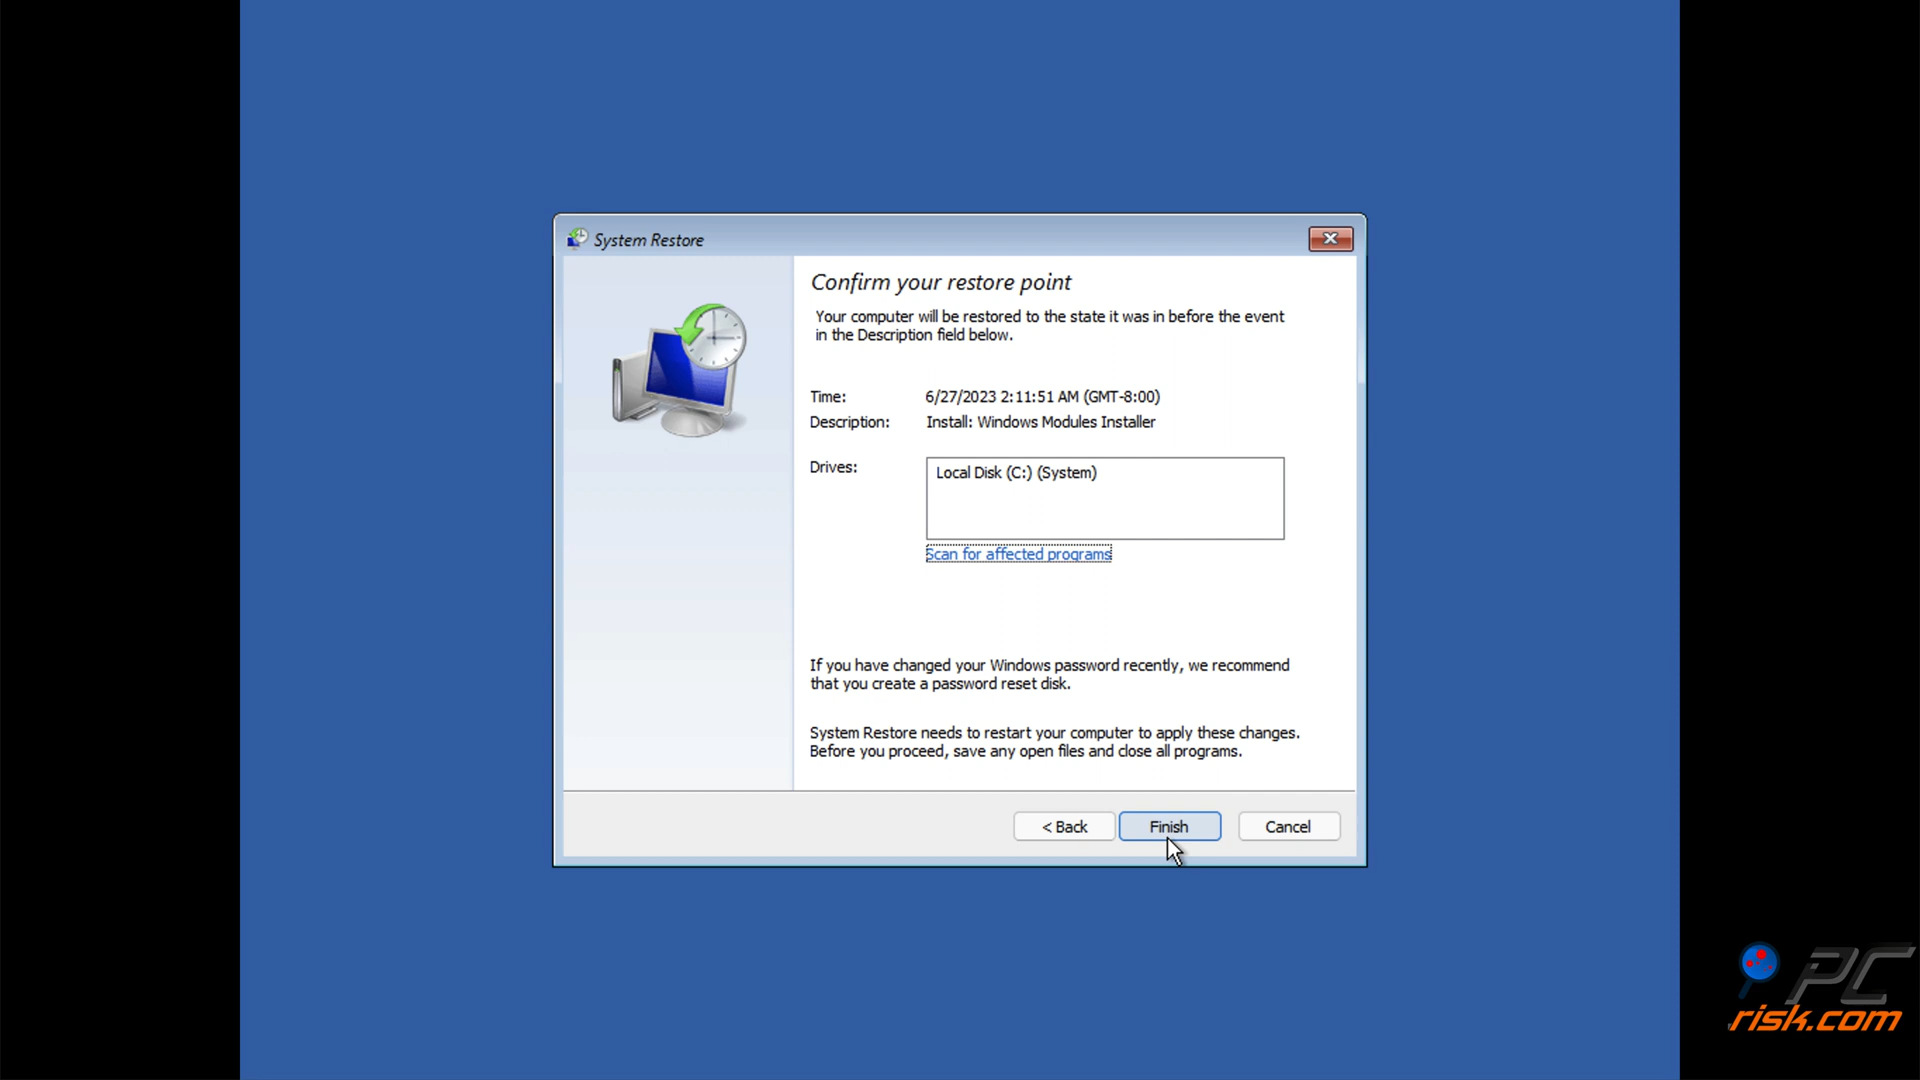 System Restore
Confirm your restore point
Your computer will be restored to the state it was in before the event
in the Description field below.
Time: 6/27/2023 2:11:51 AM (GMT-8:00)
Description: Install: Windows Modules Installer
Drives: Local Disk (C:) (System)
Scan for affected programs
If you have changed your Windows password recently, we recommend
that you create a password reset disk.
System Restore needs to restart your computer to apply these changes.
Before you proceed, save any open files and close all programs.
< Back Finish Cancel
PC
risk.com